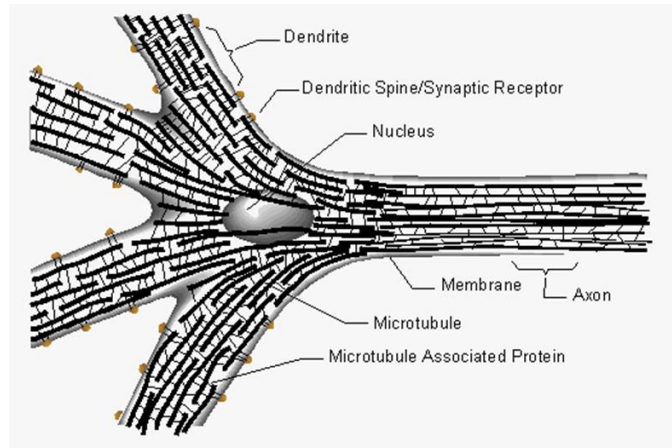 Dendrite
Dendritic Spine/Synaptic Receptor
Nucleus
Membrane
Axon
Microtubule
Microtubule Associated Protein